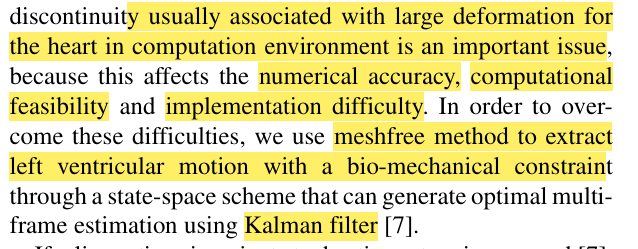 discontinuity usually associated with large deformation for
the heart in computation environment is an important issue,
because this affects the numerical accuracy, computational
feasibility and implementation difficulty. In order to over-
come these difficulties, we use meshfree method to extract
left ventricular motion with a bio-mechanical constraint
through a state-space scheme that can generate optimal multi-
frame estimation using Kalman filter [7].